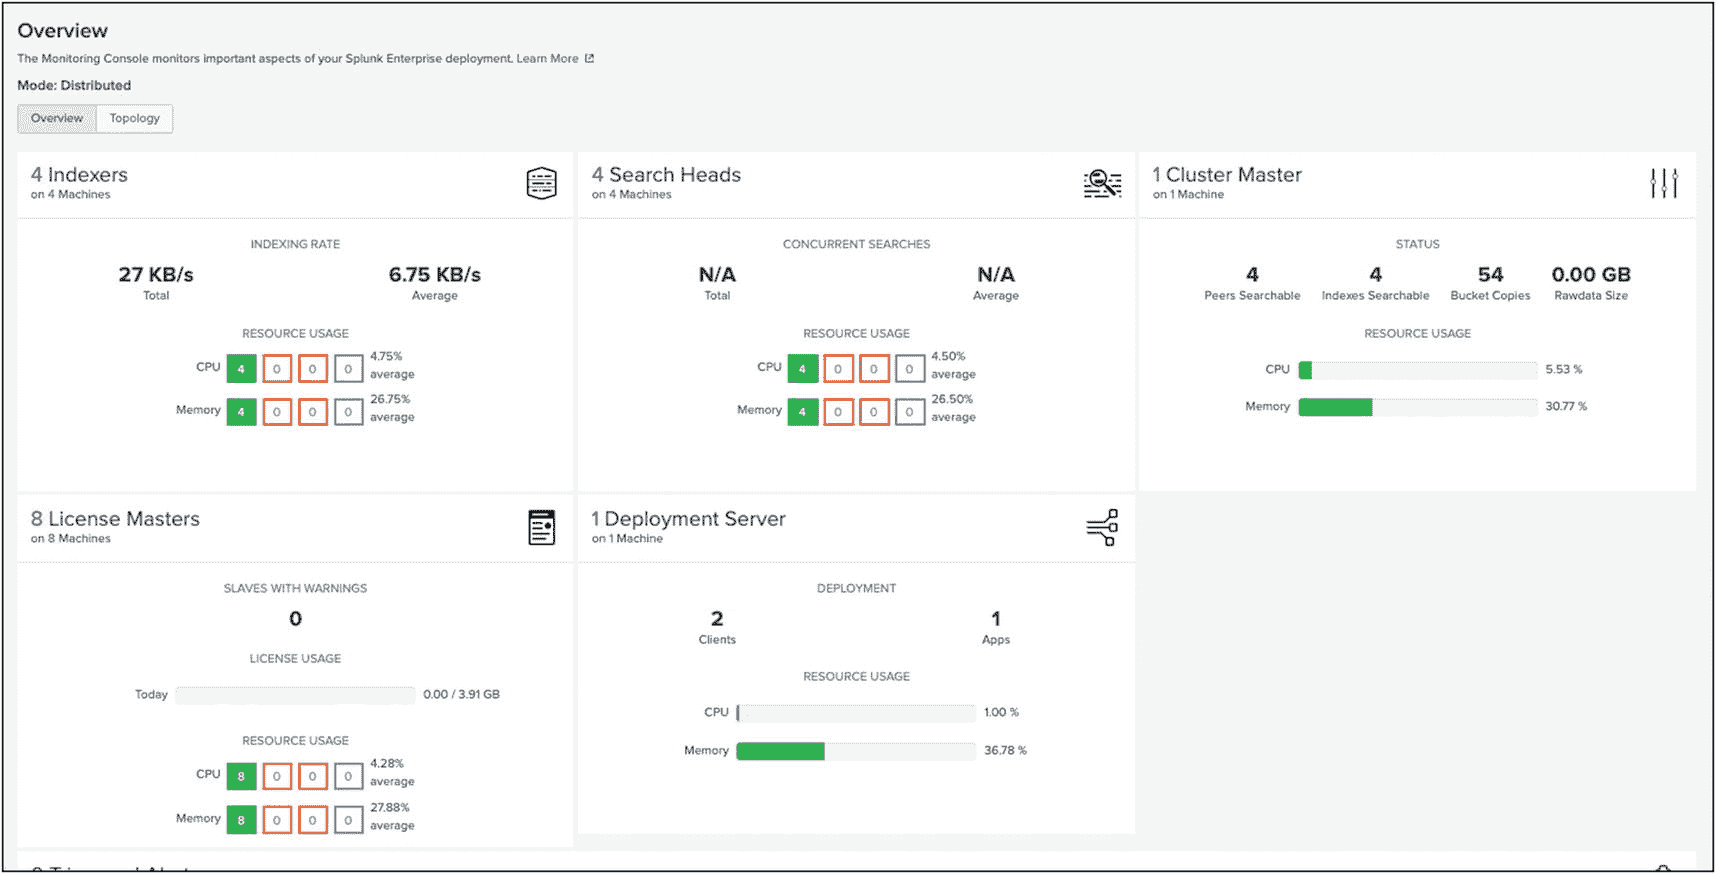 Overview
The Monitoring Console monitors important aspects of your Splunk Enterprise deployment. Learn More
Mode: Distributed
Overview Topology
4 Indexers
on 4 Machines
INDEXING RATE
27 KB/s 6.75 KB/s
Total Average
RESOURCE USAGE
CPU 4 0 0 0 4.75% average
Memory 4 0 0 0 26.75% average
4 Search Heads
on 4 Machines
CONCURRENT SEARCHES
N/A N/A
Total Average
RESOURCE USAGE
CPU 4 0 0 0 4.50% average
Memory 4 0 0 0 26.50% average
1 Cluster Master
on 1 Machine
STATUS
4 4 54 0.00 GB
Peers Searchable Indexes Searchable Bucket Copies Rawdata Size
RESOURCE USAGE
CPU 5.53 %
Memory 30.77 %
8 License Masters
on 8 Machines
SLAVES WITH WARNINGS
0
LICENSE USAGE
Today 0.00 / 3.91 GB
RESOURCE USAGE
CPU 8 0 0 0 4.28% average
Memory 8 0 0 0 27.88% average
1 Deployment Server
on 1 Machine
DEPLOYMENT
2 1
Clients Apps
RESOURCE USAGE
CPU 1.00 %
Memory 36.78 %